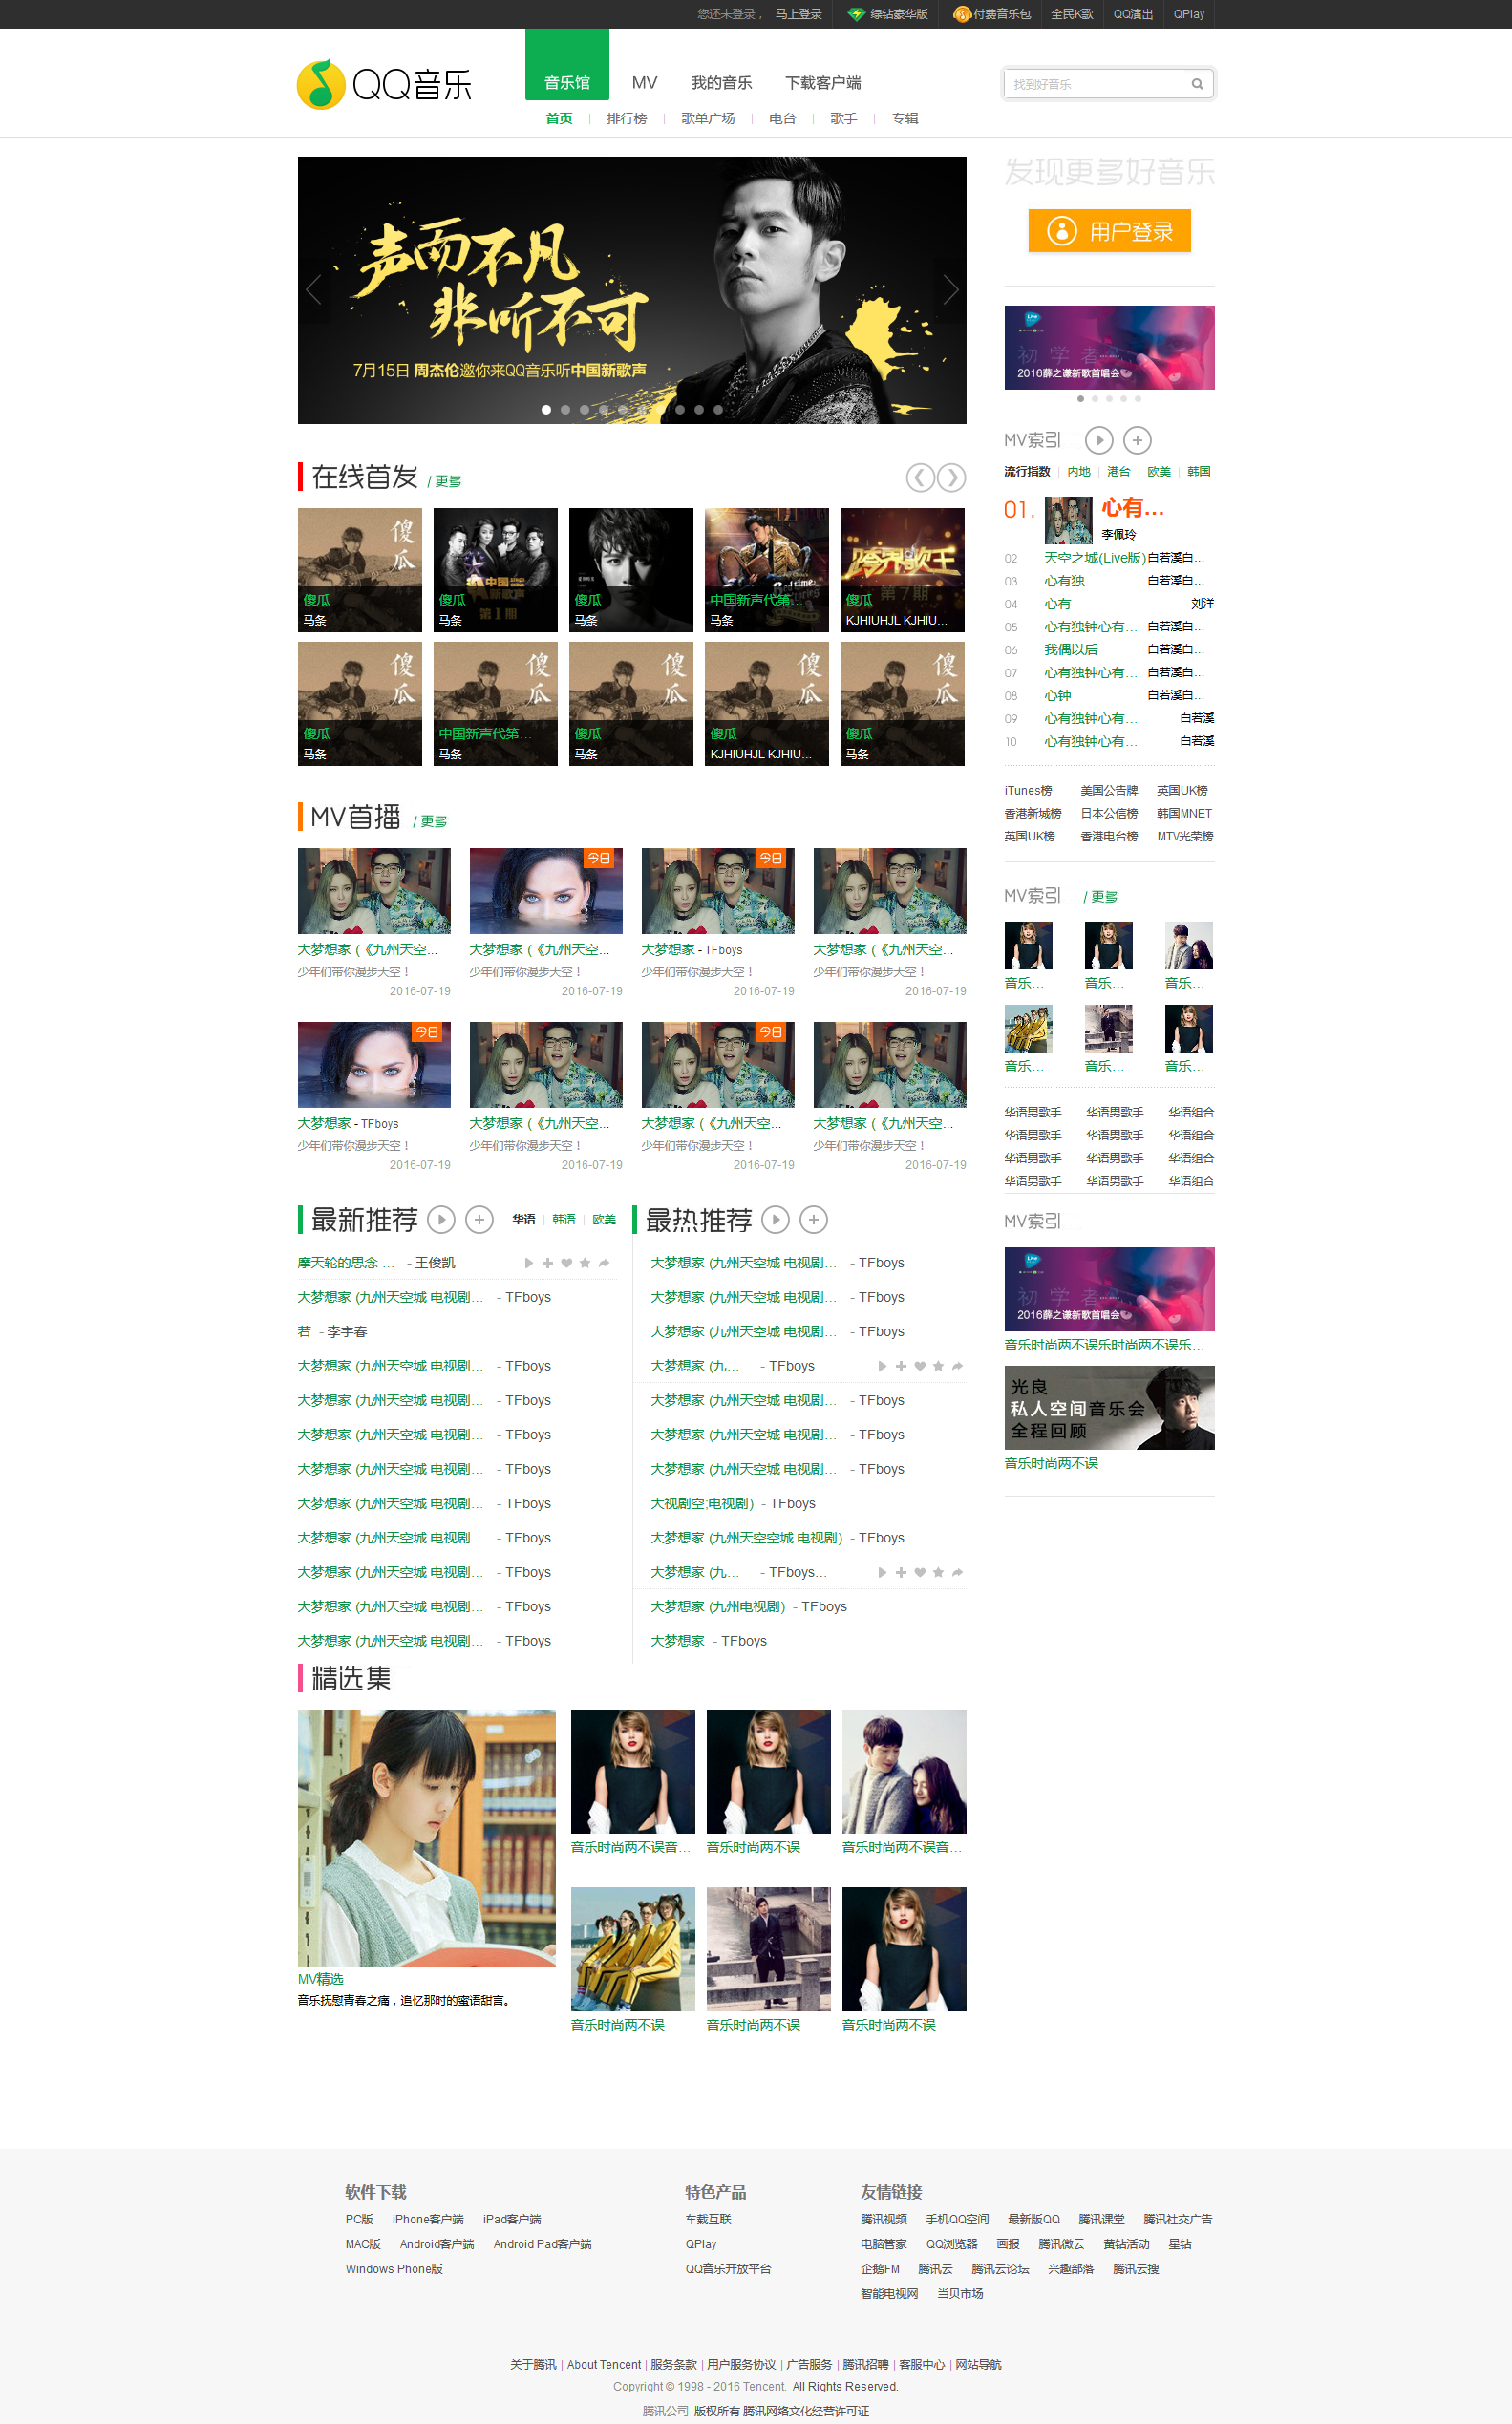 您还未登录， 马上登录 绿钻豪华版 付费音乐包 全民K歌 QQ演出 QPlay
QQ音乐
音乐馆 MV 我的音乐 下载客户端
找到好音乐
首页 | 排行榜 | 歌单广场 | 电台 | 歌手 | 专辑
声而不凡
非听不可
7月15日 周杰伦邀你来QQ音乐听中国新歌声
发现更多好音乐
用户登录
Live
初学者
2016薛之谦新歌首唱会
在线首发 / 更多
傻瓜
傻瓜
马条
中国新歌声
第1期
傻瓜
马条
傻瓜
马条
中国新声代第...
马条
跨界歌王
第7期
傻瓜
KJHIUHJL KJHIU...
傻瓜
傻瓜
马条
中国新声代第...
马条
傻瓜
傻瓜
马条
傻瓜
傻瓜
KJHIUHJL KJHIU...
傻瓜
傻瓜
马条
MV索引
流行指数 | 内地 | 港台 | 欧美 | 韩国
01. 心有...
李佩玲
02 天空之城(Live版) 白若溪白...
03 心有独 白若溪白...
04 心有 刘洋
05 心有独钟心有... 白若溪白...
06 我偶以后 白若溪白...
07 心有独钟心有... 白若溪白...
08 心钟 白若溪白...
09 心有独钟心有... 白若溪
10 心有独钟心有... 白若溪
iTunes榜 美国公告牌 英国UK榜
香港新城榜 日本公信榜 韩国MNET
英国UK榜 香港电台榜 MTV光荣榜
MV首播 / 更多
今日 今日
大梦想家 (《九州天空... 大梦想家 (《九州天空... 大梦想家 - TFboys 大梦想家 (《九州天空...
少年们带你漫步天空！ 少年们带你漫步天空！ 少年们带你漫步天空！ 少年们带你漫步天空！
2016-07-19 2016-07-19 2016-07-19 2016-07-19
今日 今日
大梦想家 - TFboys 大梦想家 (《九州天空... 大梦想家 (《九州天空... 大梦想家 (《九州天空...
少年们带你漫步天空！ 少年们带你漫步天空！ 少年们带你漫步天空！ 少年们带你漫步天空！
2016-07-19 2016-07-19 2016-07-19 2016-07-19
MV索引 / 更多
音乐... 音乐... 音乐...
音乐... 音乐... 音乐...
华语男歌手 华语男歌手 华语组合
华语男歌手 华语男歌手 华语组合
华语男歌手 华语男歌手 华语组合
华语男歌手 华语男歌手 华语组合
MV索引
Live
初学者
2016薛之谦新歌首唱会
音乐时尚两不误乐时尚两不误乐...
光良
私人空间音乐会
全程回顾
音乐时尚两不误
最新推荐 华语 | 韩语 | 欧美
摩天轮的思念 ... - 王俊凯
大梦想家 (九州天空城 电视剧... - TFboys
若 - 李宇春
大梦想家 (九州天空城 电视剧... - TFboys
大梦想家 (九州天空城 电视剧... - TFboys
大梦想家 (九州天空城 电视剧... - TFboys
大梦想家 (九州天空城 电视剧... - TFboys
大梦想家 (九州天空城 电视剧... - TFboys
大梦想家 (九州天空城 电视剧... - TFboys
大梦想家 (九州天空城 电视剧... - TFboys
大梦想家 (九州天空城 电视剧... - TFboys
大梦想家 (九州天空城 电视剧... - TFboys
最热推荐
大梦想家 (九州天空城 电视剧... - TFboys
大梦想家 (九州天空城 电视剧... - TFboys
大梦想家 (九州天空城 电视剧... - TFboys
大梦想家 (九... - TFboys
大梦想家 (九州天空城 电视剧... - TFboys
大梦想家 (九州天空城 电视剧... - TFboys
大梦想家 (九州天空城 电视剧... - TFboys
大视剧空;电视剧) - TFboys
大梦想家 (九州天空空城 电视剧) - TFboys
大梦想家 (九... - TFboys...
大梦想家 (九州电视剧) - TFboys
大梦想家 - TFboys
精选集
MV精选
音乐抚慰青春之痛，追忆那时的蜜语甜言。
音乐时尚两不误音... 音乐时尚两不误 音乐时尚两不误音...
音乐时尚两不误 音乐时尚两不误 音乐时尚两不误
软件下载
PC版 iPhone客户端 iPad客户端
MAC版 Android客户端 Android Pad客户端
Windows Phone版
特色产品
车载互联
QPlay
QQ音乐开放平台
友情链接
腾讯视频 手机QQ空间 最新版QQ 腾讯课堂 腾讯社交广告
电脑管家 QQ浏览器 画报 腾讯微云 黄钻活动 星钻
企鹅FM 腾讯云 腾讯云论坛 兴趣部落 腾讯云搜
智能电视网 当贝市场
关于腾讯 | About Tencent | 服务条款 | 用户服务协议 | 广告服务 | 腾讯招聘 | 客服中心 | 网站导航
Copyright © 1998 - 2016 Tencent. All Rights Reserved.
腾讯公司 版权所有 腾讯网络文化经营许可证